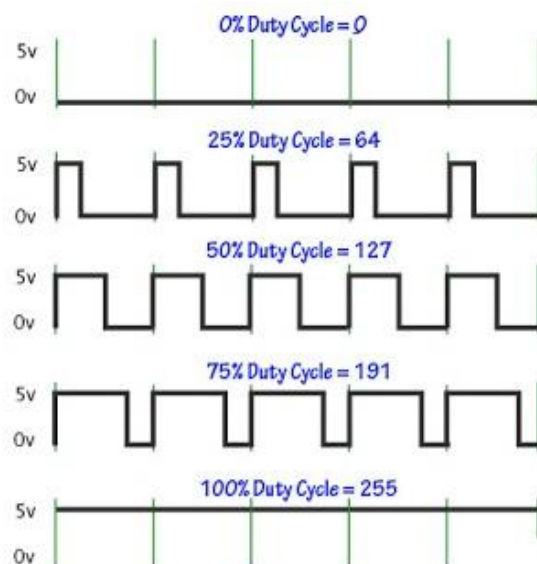 0% Duty Cycle = 0
5v
0v
25% Duty Cycle = 64
5v
0v
50% Duty Cycle = 127
5v
0v
75% Duty Cycle = 191
5v
0v
100% Duty Cycle = 255
5v
0v